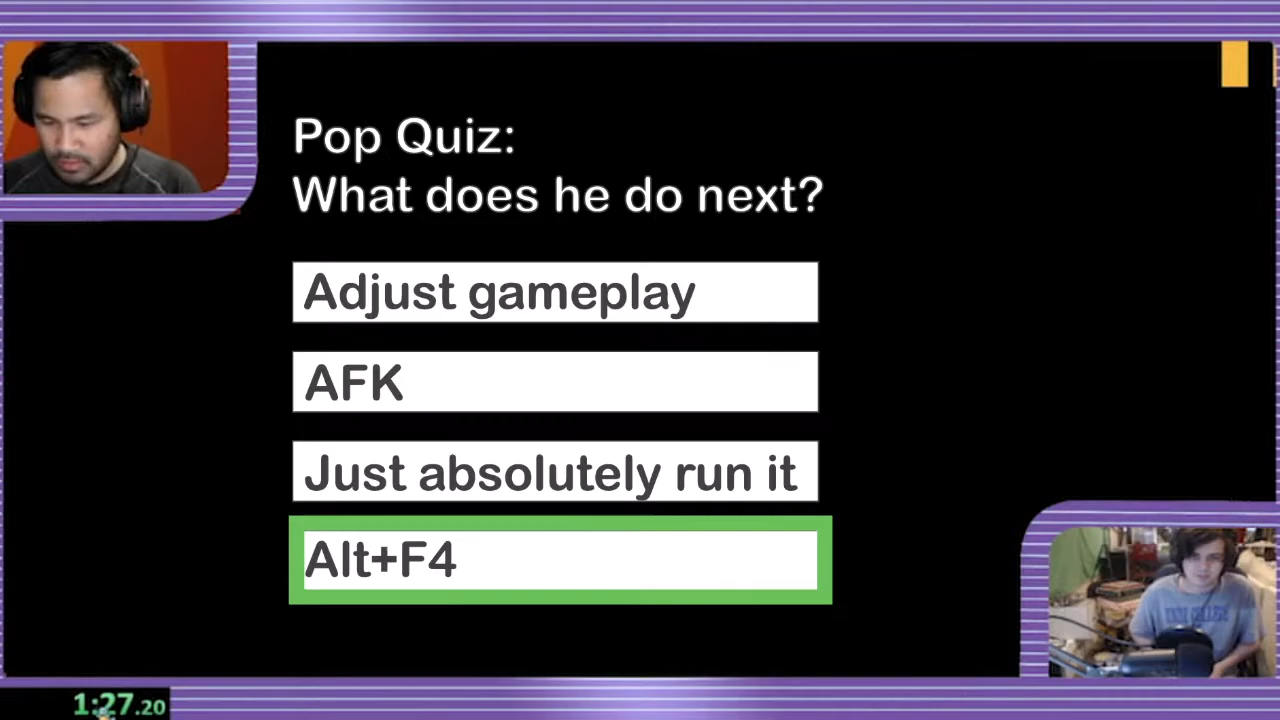 Pop Quiz:
What does he do next?
Adjust gameplay
AFK
Just absolutely run it
Alt+F4
1:27.20